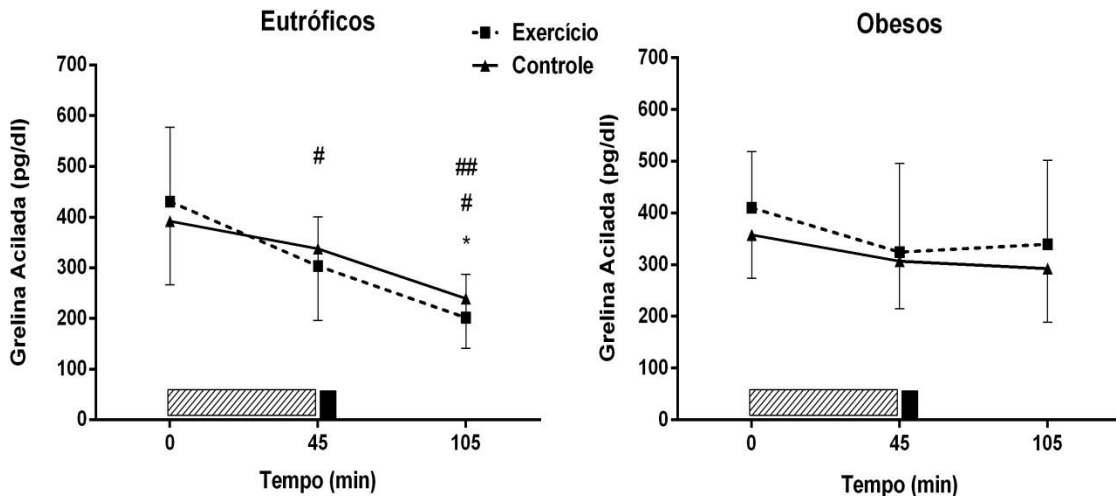 Eutróficos
Exercício
Controle
Grelina Acilada (pg/dl)
700
600
500
400
300
200
100
0
#
##
#
*
0 45 105
Tempo (min)
Obesos
Grelina Acilada (pg/dl)
700
600
500
400
300
200
100
0
0 45 105
Tempo (min)